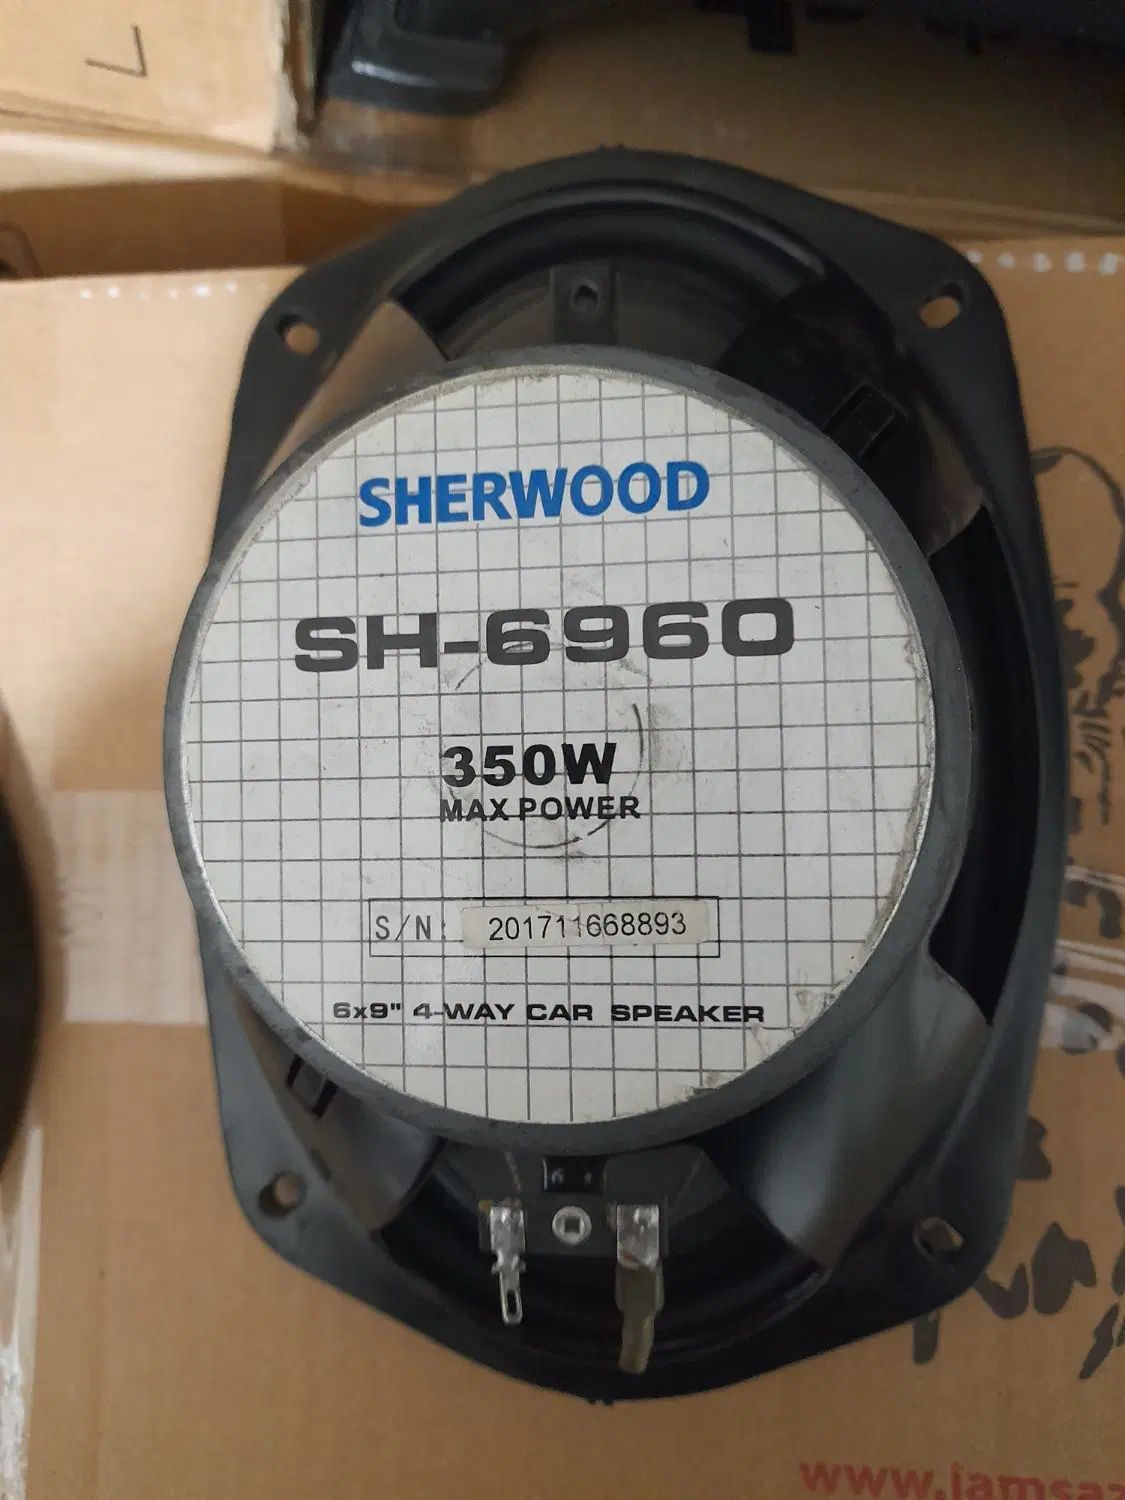 SHERWOOD
SH-6960
350W
MAX POWER
S/N: 201711668893
6x9" 4-WAY CAR SPEAKER